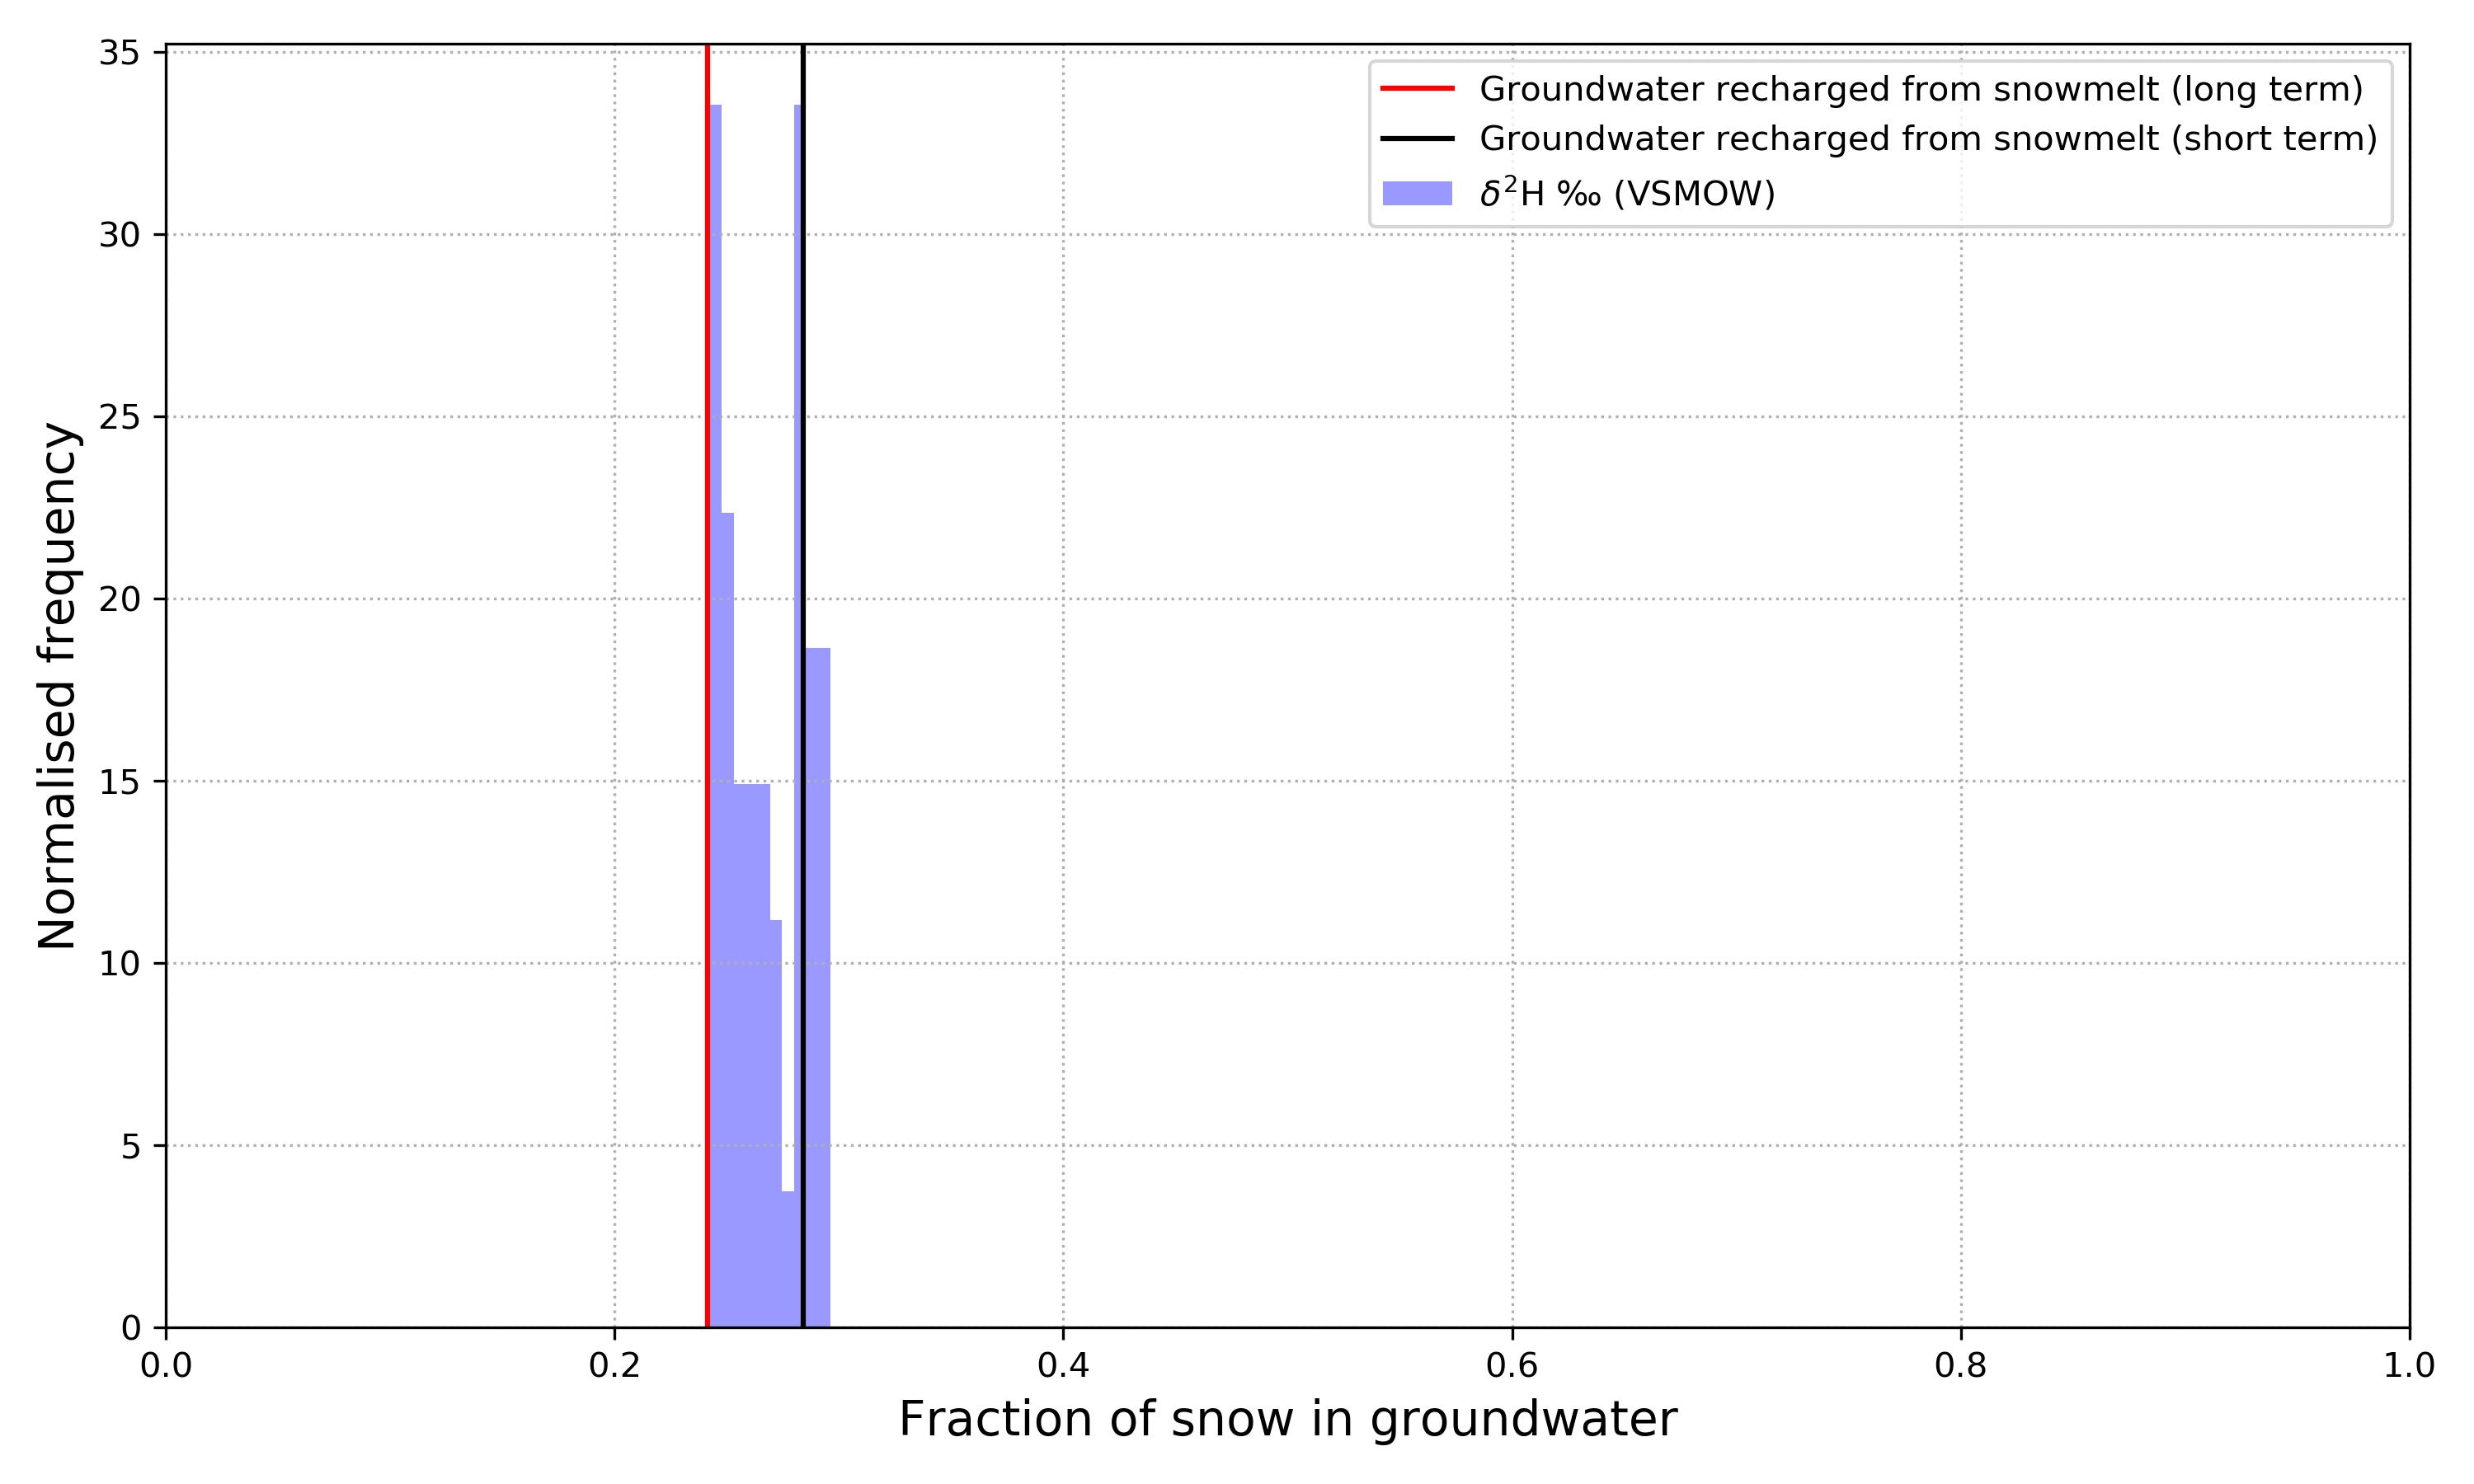 35
30
25
20
15
10
5
0
Normalised frequency
Groundwater recharged from snowmelt (long term)
Groundwater recharged from snowmelt (short term)
δ²H ‰ (VSMOW)
0.0 0.2 0.4 0.6 0.8 1.0
Fraction of snow in groundwater